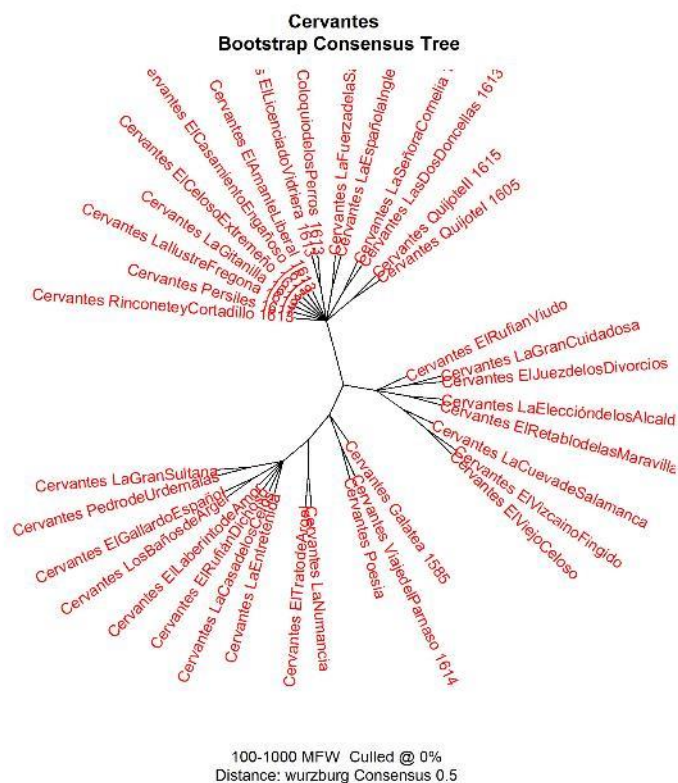 Cervantes
Bootstrap Consensus Tree
Cervantes RinconeteyCortadillo
Cervantes Persiles
Cervantes LaIlustreFregona
Cervantes LaGitanilla
Cervantes ElCelosoExtremeño
ElCasamientoEngañoso
Cervantes ElAmanteLiberal
ElLicenciadoVidriera 1613
ColoquiodelosPerros 1613
Cervantes LaFuerzadelaSa
Cervantes LaEspañolaIngle
Cervantes LaSeñoraCornelia
Cervantes LasDosDoncellas 1613
Cervantes QuijoteII 1615
Cervantes QuijoteI 1605
Cervantes ElRufianViudo
Cervantes LaGranCuidadosa
Cervantes ElJuezdelosDivorcios
Cervantes LaEleccióndelosAlcald
Cervantes ElRetablodelasMaravilla
Cervantes LaCuevadeSalamanca
Cervantes ElVizcainoFingido
Cervantes ElViejoCeloso
Cervantes Galatea 1585
Cervantes ViajedelParnaso 1614
Cervantes Poesia
Cervantes LaNumancia
Cervantes ElTratodeArgel
Cervantes LaEntretenida
Cervantes LaCasadelosCelos
Cervantes ElRufiánDichoso
Cervantes ElLaberintodeAmor
Cervantes LosBañosdeArgel
Cervantes ElGallardoEspañol
Cervantes PedrodeUrdemalas
Cervantes LaGranSultana
100-1000 MFW Culled @ 0%
Distance: wurzburg Consensus 0.5